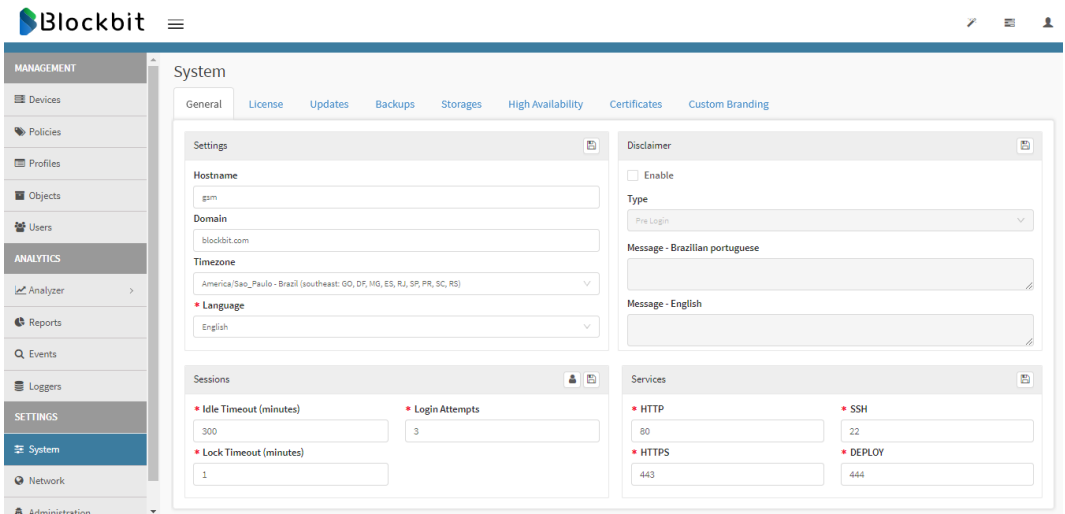 Blockbit
MANAGEMENT
Devices
Policies
Profiles
Objects
Users
ANALYTICS
Analyzer
Reports
Events
Loggers
SETTINGS
System
Network
Administration
System
General License Updates Backups Storages High Availability Certificates Custom Branding
Settings
Hostname
gsm
Domain
blockbit.com
Timezone
America/Sao_Paulo - Brazil (southeast: GO, DF, MG, ES, RJ, SP, PR, SC, RS)
* Language
English
Disclaimer
Enable
Type
Pre Login
Message - Brazilian portuguese
Message - English
Sessions
* Idle Timeout (minutes) * Login Attempts
300 3
* Lock Timeout (minutes)
1
Services
* HTTP * SSH
80 22
* HTTPS * DEPLOY
443 444